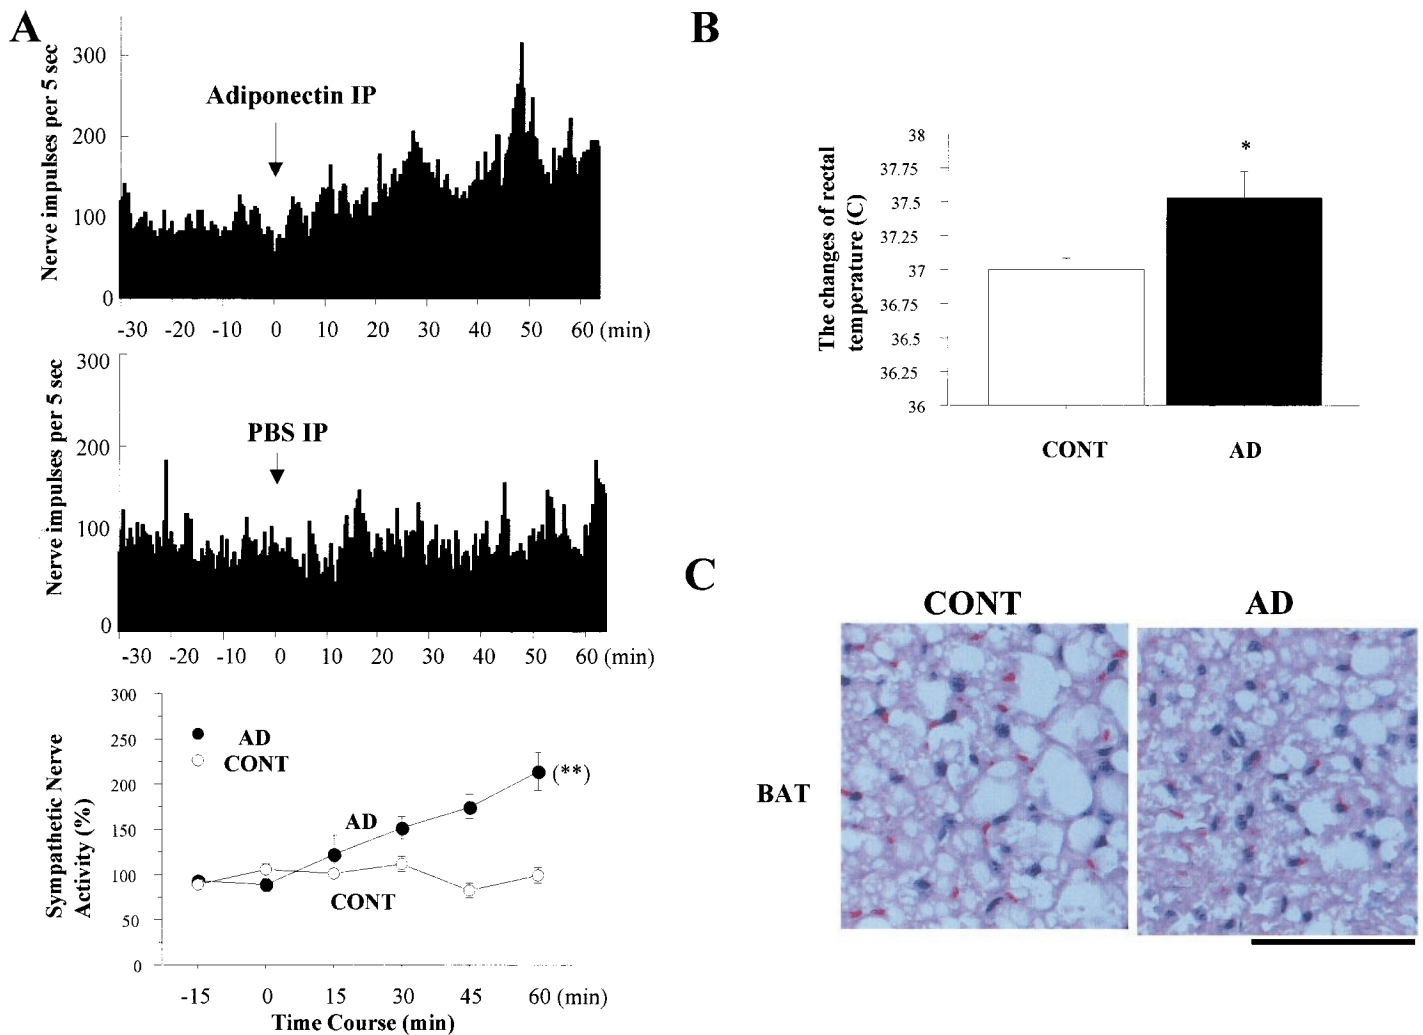 A
Nerve impulses per 5 sec
300
200
100
0
Adiponectin IP
-30 -20 -10 0 10 20 30 40 50 60 (min)
Nerve impulses per 5 sec
300
200
100
0
PBS IP
-30 -20 -10 0 10 20 30 40 50 60 (min)
Sympathetic Nerve
Activity (%)
300
250
200
150
100
50
0
AD
CONT
AD
CONT
(**)
-15 0 15 30 45 60 (min)
Time Course (min)
B
The changes of rectal
temperature (C)
38
37.75
37.5
37.25
37
36.75
36.5
36.25
36
*
CONT AD
C
CONT AD
BAT